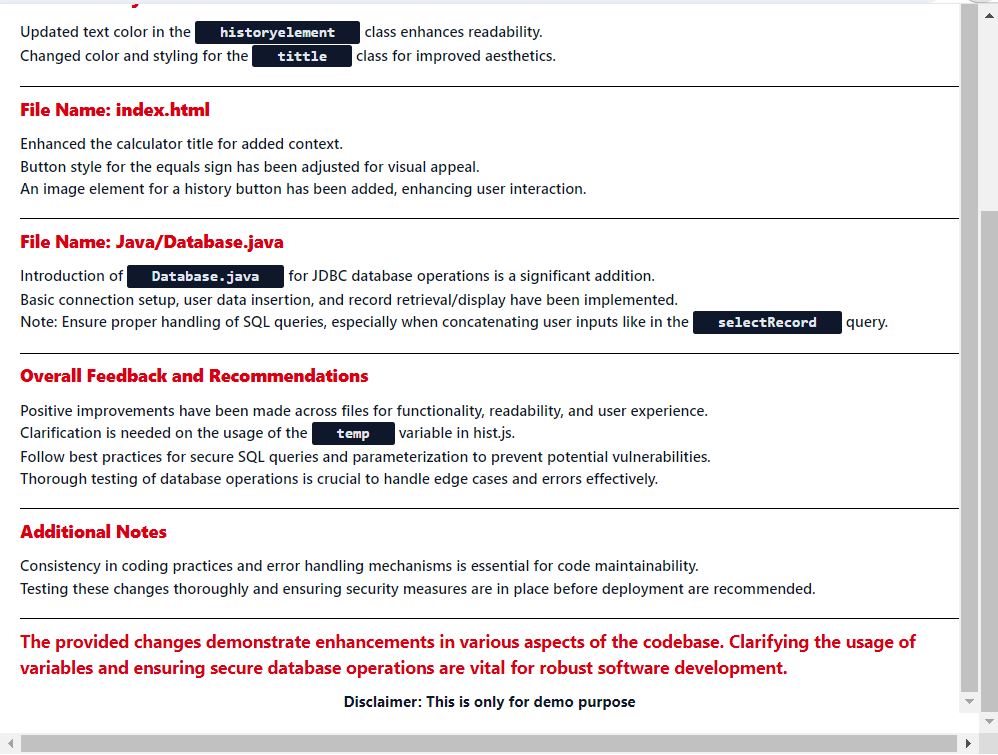 Updated text color in the historyelement class enhances readability.
Changed color and styling for the tittle class for improved aesthetics.
File Name: index.html
Enhanced the calculator title for added context.
Button style for the equals sign has been adjusted for visual appeal.
An image element for a history button has been added, enhancing user interaction.
File Name: Java/Database.java
Introduction of Database.java for JDBC database operations is a significant addition.
Basic connection setup, user data insertion, and record retrieval/display have been implemented.
Note: Ensure proper handling of SQL queries, especially when concatenating user inputs like in the selectRecord query.
Overall Feedback and Recommendations
Positive improvements have been made across files for functionality, readability, and user experience.
Clarification is needed on the usage of the temp variable in hist.js.
Follow best practices for secure SQL queries and parameterization to prevent potential vulnerabilities.
Thorough testing of database operations is crucial to handle edge cases and errors effectively.
Additional Notes
Consistency in coding practices and error handling mechanisms is essential for code maintainability.
Testing these changes thoroughly and ensuring security measures are in place before deployment are recommended.
The provided changes demonstrate enhancements in various aspects of the codebase. Clarifying the usage of
variables and ensuring secure database operations are vital for robust software development.
Disclaimer: This is only for demo purpose